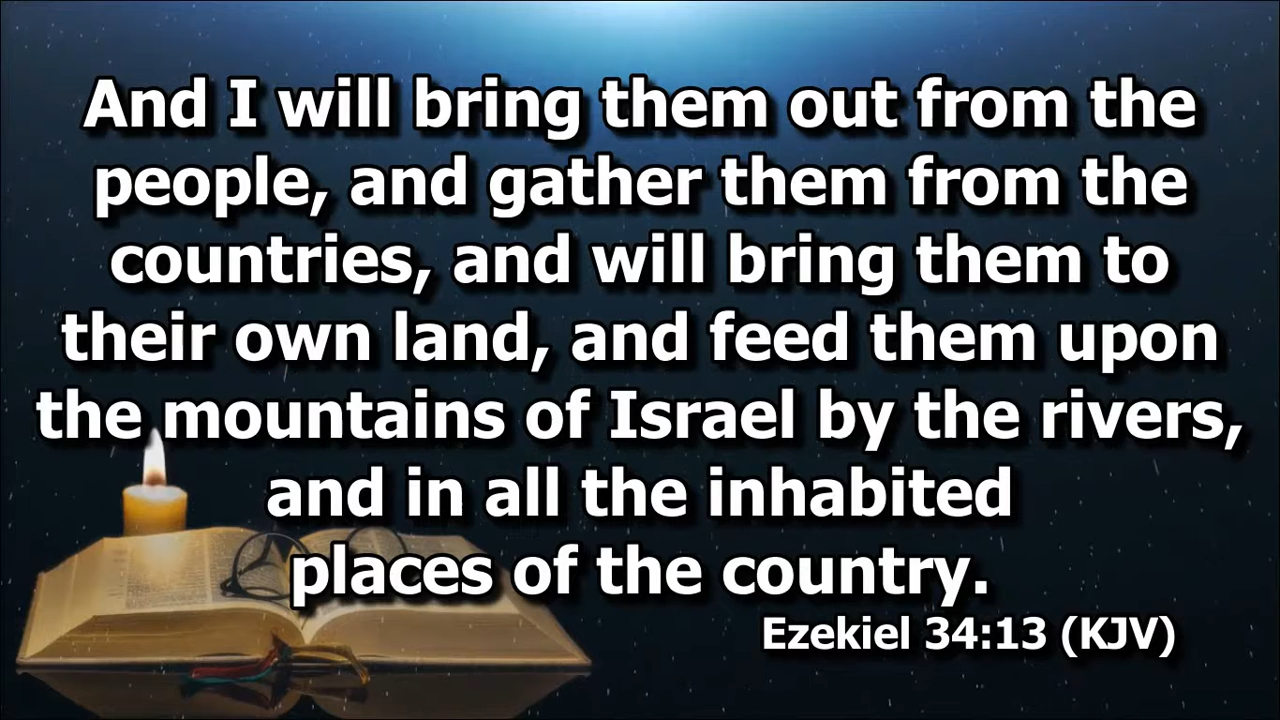 And I will bring them out from the
people, and gather them from the
countries, and will bring them to
their own land, and feed them upon
the mountains of Israel by the rivers,
and in all the inhabited
places of the country.
Ezekiel 34:13 (KJV)